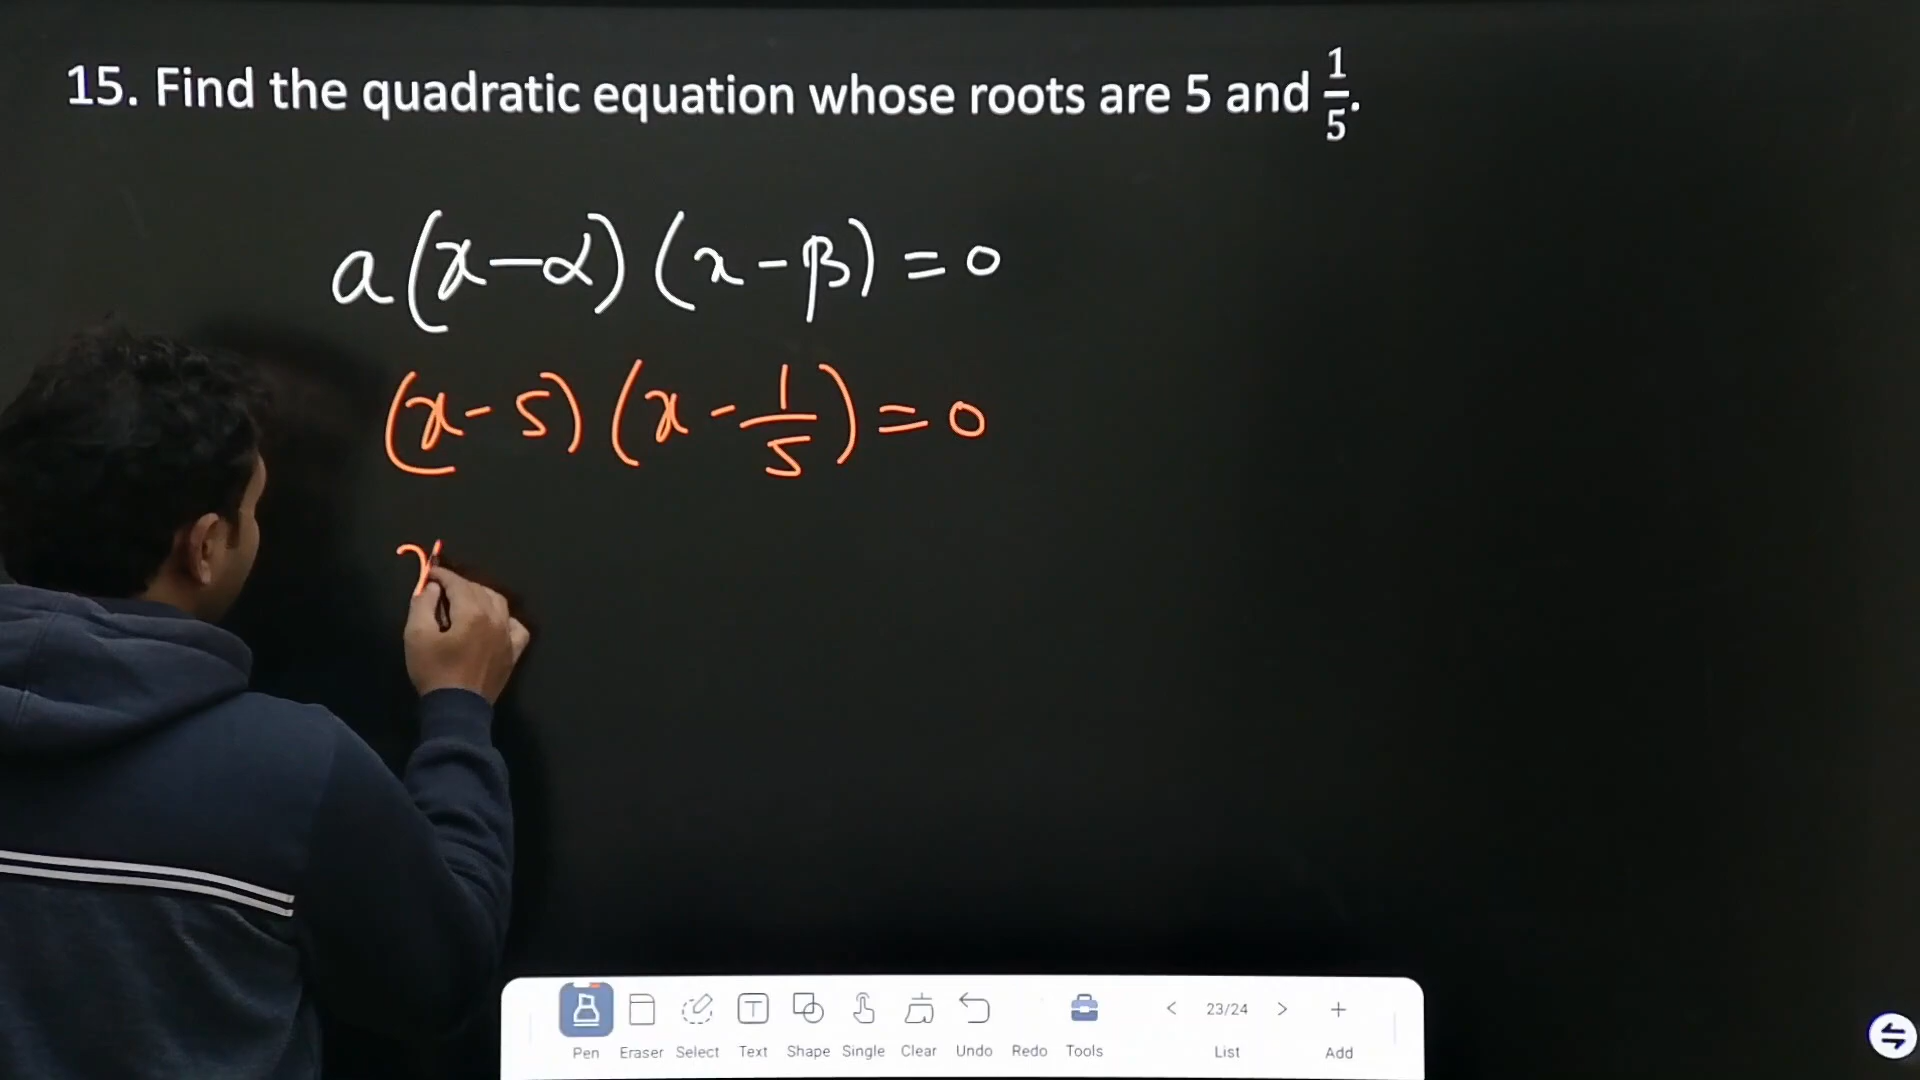 15. Find the quadratic equation whose roots are 5 and 1/5.
a(x-α)(x-β)=0
(x-5)(x-1/5)=0
x
Pen Eraser Select Text Shape Single Clear Undo Redo Tools < 23/24 > List + Add